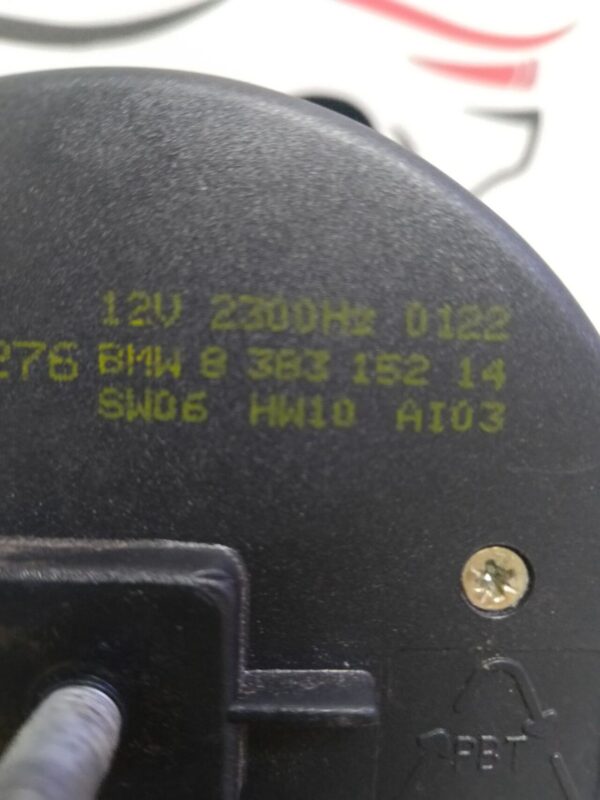 12V 2300Hz 0122
276 BMW 8 383 152 14
SW06 HW10 AI03
PBT